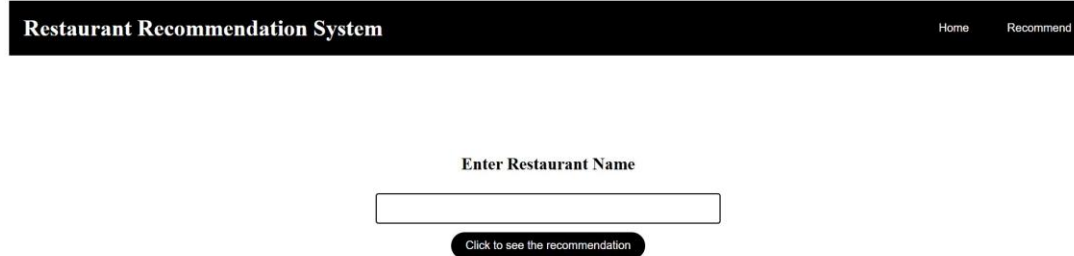 Restaurant Recommendation System
Home Recommend
Enter Restaurant Name
Click to see the recommendation